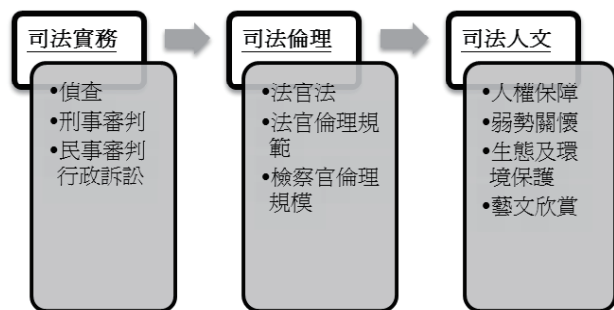 司法實務
•偵查
•刑事審判
•民事審判
行政訴訟
司法倫理
•法官法
•法官倫理規
範
•檢察官倫理
規模
司法人文
•人權保障
•弱勢關懷
•生態及環
境保護
•藝文欣賞